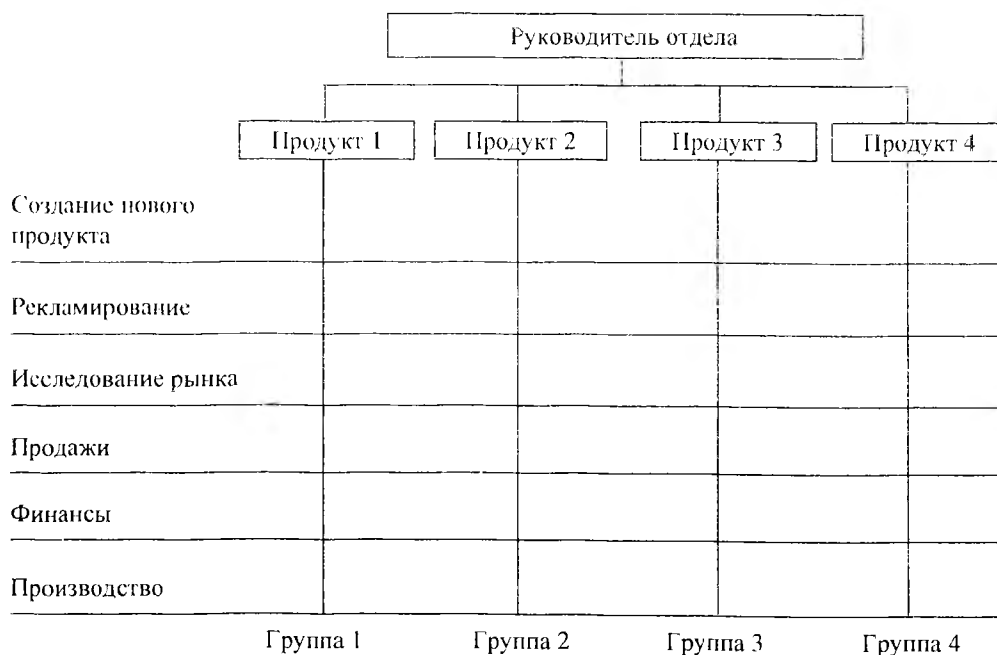 Руководитель отдела
Продукт 1
Продукт 2
Продукт 3
Продукт 4
Создание нового
продукта
Рекламирование
Исследование рынка
Продажи
Финансы
Производство
Группа 1
Группа 2
Группа 3
Группа 4